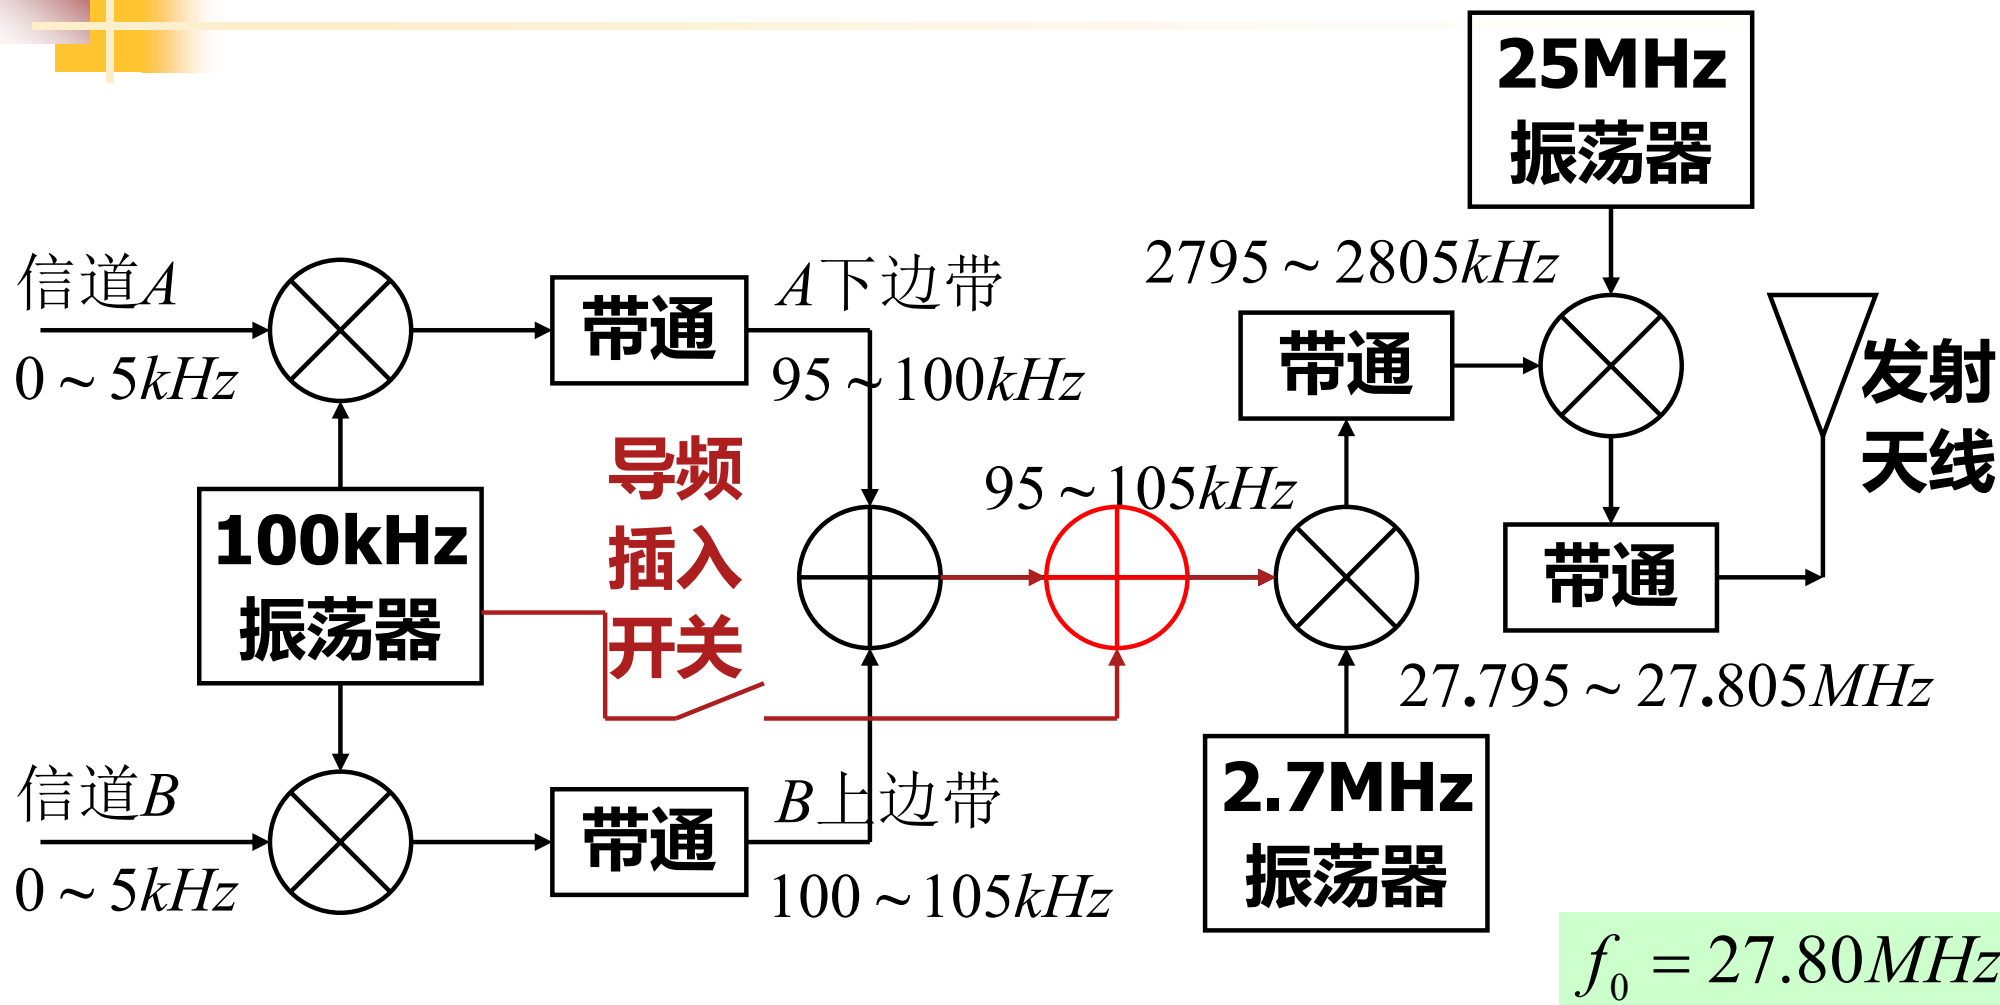 25MHz
振荡器
信道A
0 ~ 5kHz
带通
A下边带
95 ~ 100kHz
2795 ~ 2805kHz
带通
发射
天线
导频
插入
开关
95 ~ 105kHz
100kHz
振荡器
带通
27.795 ~ 27.805MHz
信道B
0 ~ 5kHz
带通
B上边带
100 ~ 105kHz
2.7MHz
振荡器
f₀ = 27.80MHz